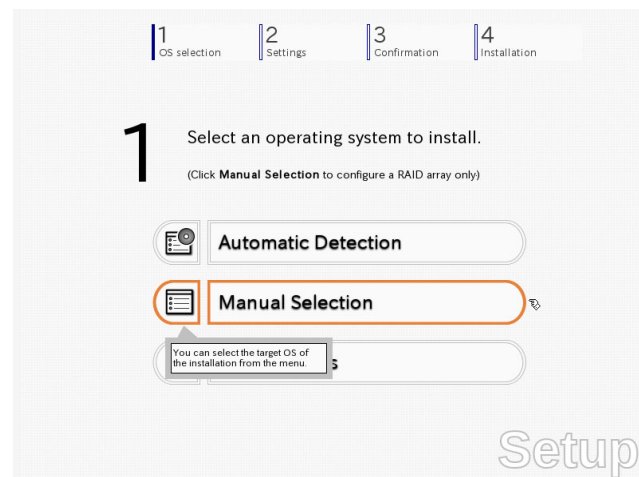 1
OS selection
2
Settings
3
Confirmation
4
Installation
1
Select an operating system to install.
(Click Manual Selection to configure a RAID array only)
Automatic Detection
Manual Selection
You can select the target OS of
the installation from the menu.
Setup